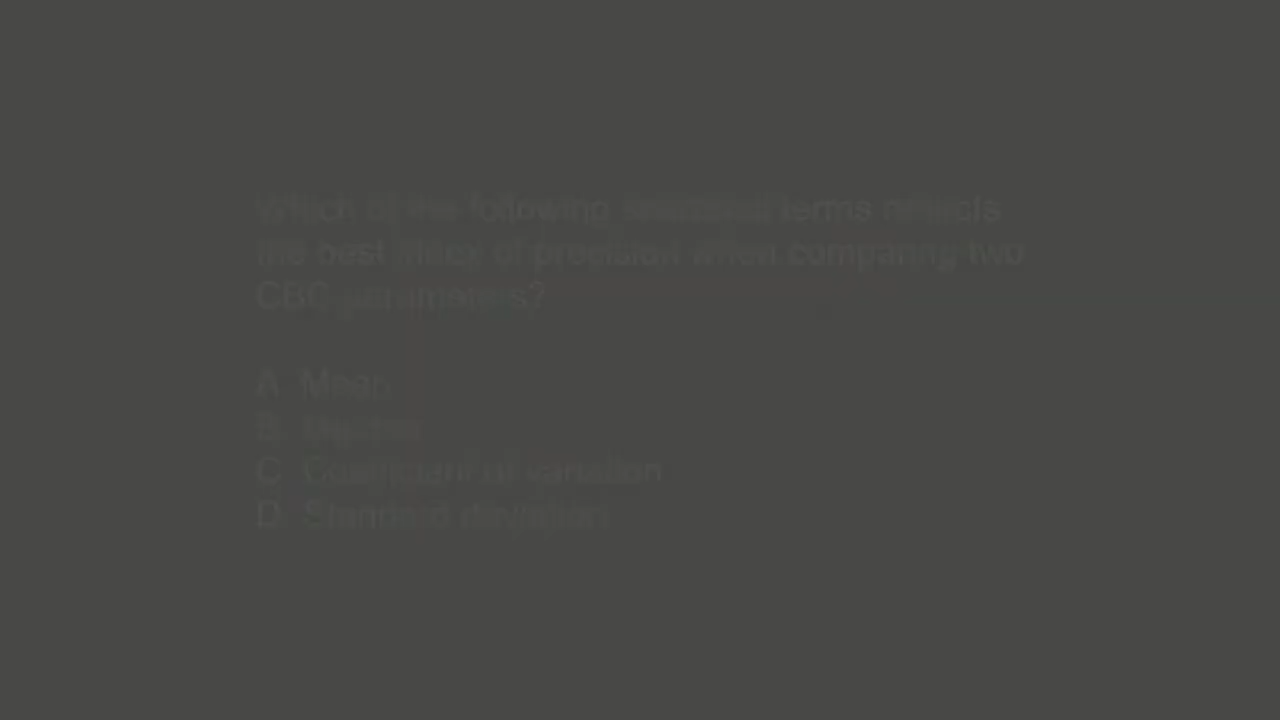 Which of the following statistical terms reflects
the best index of precision when comparing two
CBC parameters?
A. Mean
B. Median
C. Coefficient of variation
D. Standard deviation